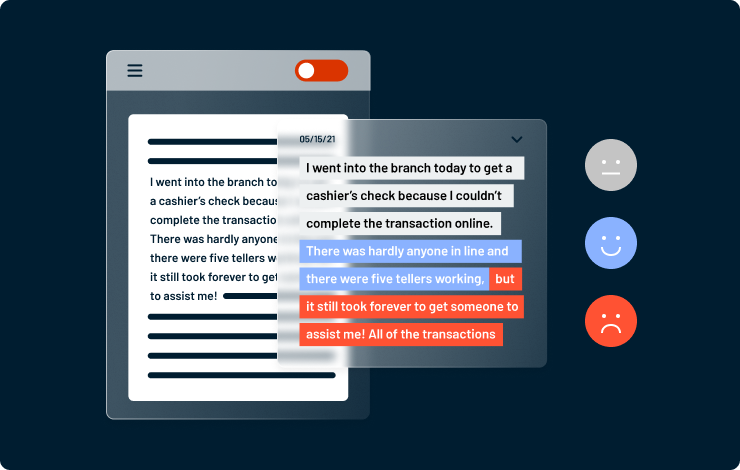 I went into the branch to
a cashier's check becaus
complete the transactio
There was hardly anyone
there were five tellers w
it still took forever to get
to assist me!
05/15/21
I went into the branch today to get a
cashier's check because I couldn't
complete the transaction online.
There was hardly anyone in line and
there were five tellers working, but
it still took forever to get someone to
assist me! All of the transactions